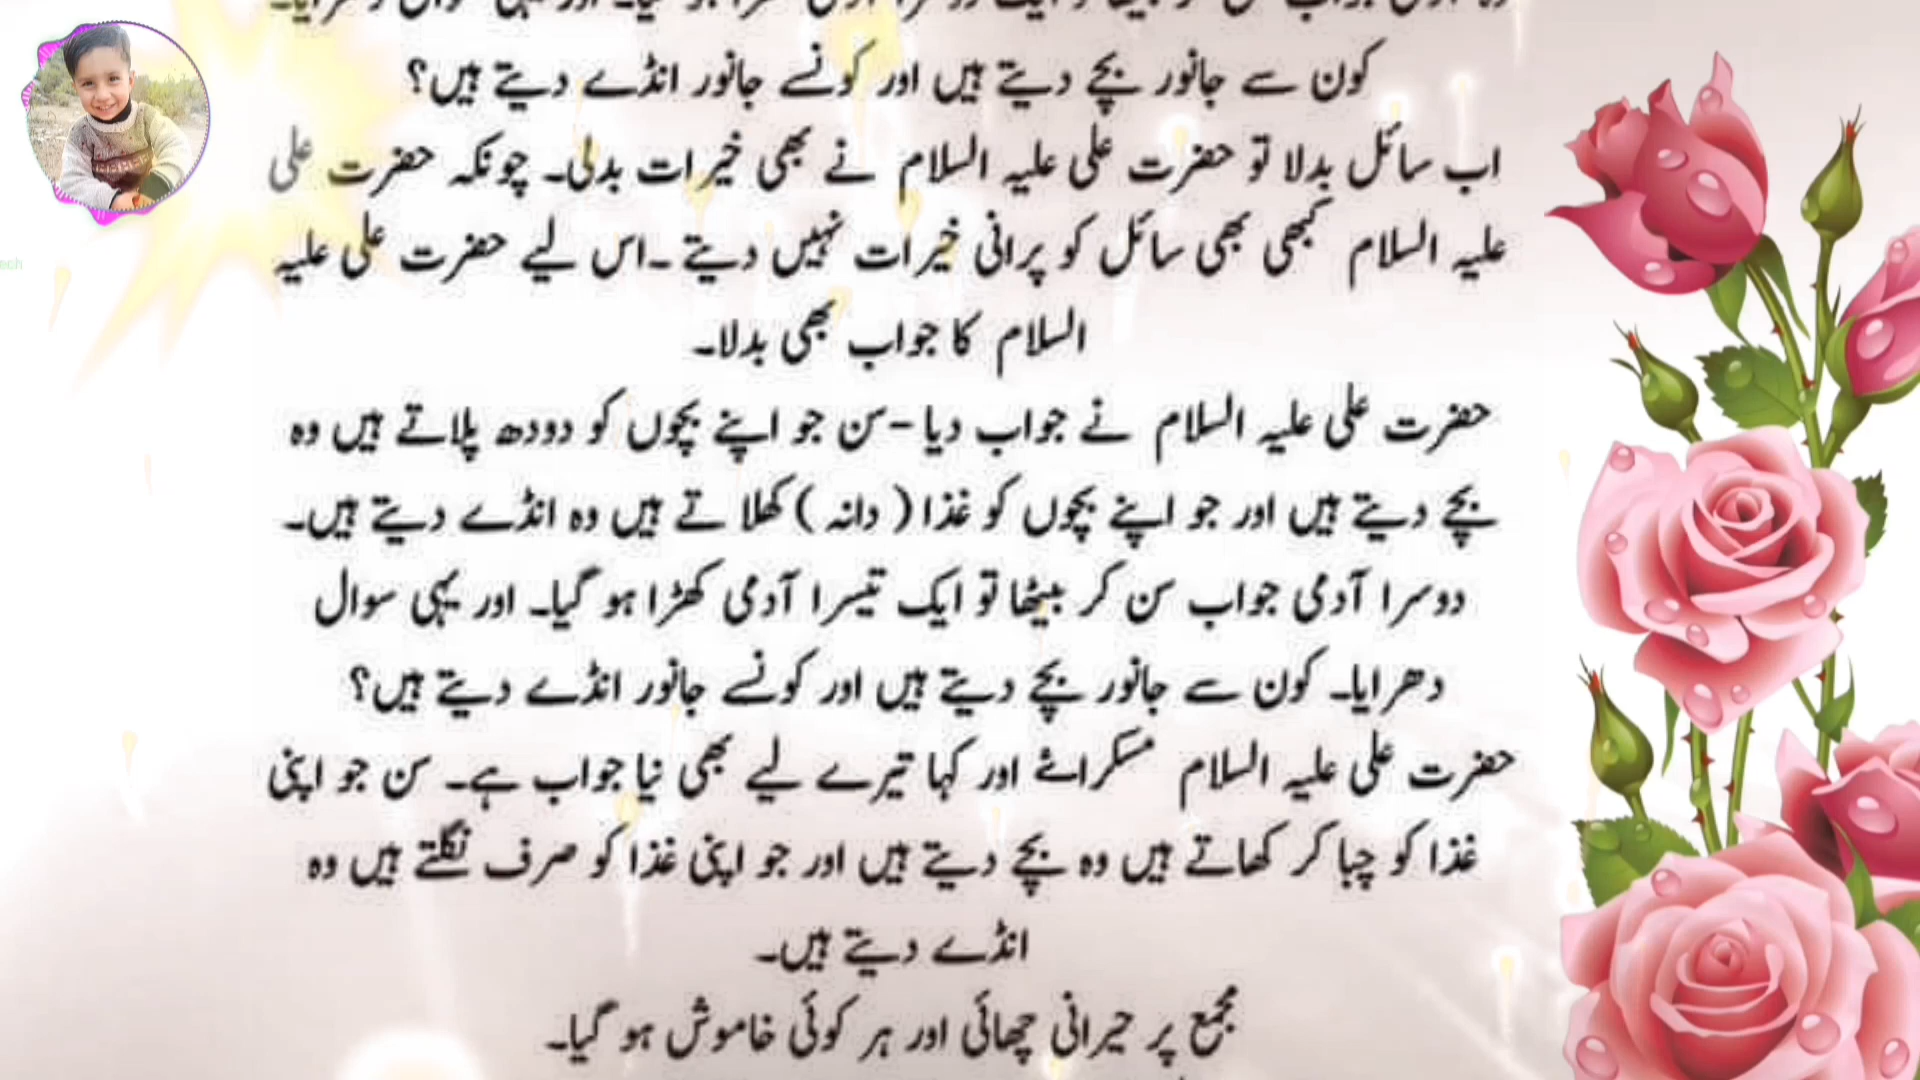 کون سے جانور بچے دیتے ہیں اور کونسے جانور انڈے دیتے ہیں؟
اب سائل بدلا تو حضرت علی علیہ السلام نے بھی خیرات بدلی۔ چونکہ حضرت علی
علیہ السلام کبھی بھی سائل کو پرانی خیرات نہیں دیتے ۔اس لیے حضرت علی علیہ
السلام کا جواب بھی بدلا۔
حضرت علی علیہ السلام نے جواب دیا -سن جو اپنے بچوں کو دودھ پلاتے ہیں وہ
بچے دیتے ہیں اور جو اپنے بچوں کو غذا ( دانہ ) کھلا تے ہیں وہ انڈے دیتے ہیں۔
دوسرا آدمی جواب سن کر بیٹھا تو ایک تیسرا آدمی کھڑا ہو گیا۔ اور یہی سوال
دھرایا۔ کون سے جانور بچے دیتے ہیں اور کونسے جانور انڈے دیتے ہیں؟
حضرت علی علیہ السلام مسکرائے اور کہا تیرے لیے بھی نیا جواب ہے۔ سن جو اپنی
غذا کو چبا کر کھاتے ہیں وہ بچے دیتے ہیں اور جو اپنی غذا کو صرف نگلتے ہیں وہ
انڈے دیتے ہیں۔
مجمع پر حیرانی چھائی اور ہر کوئی خاموش ہو گیا۔
ech